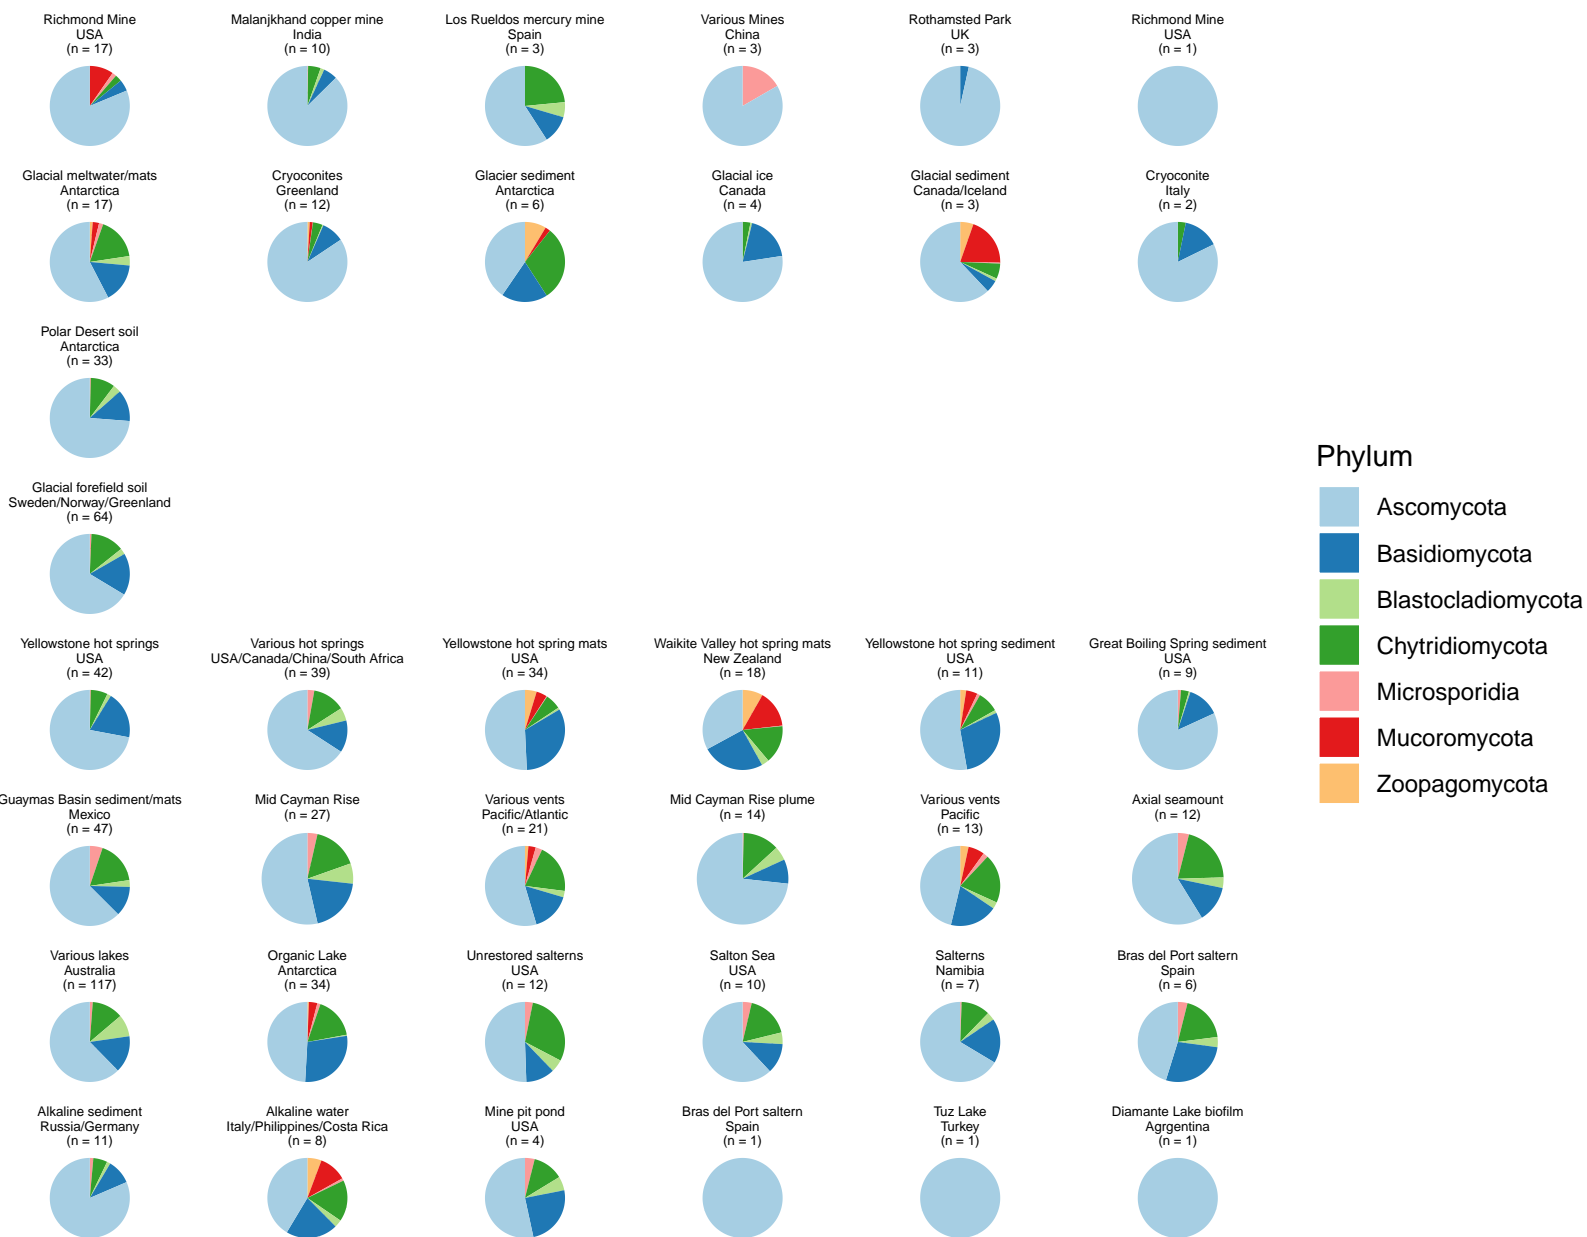 Richmond Mine
USA
(n = 17)
Malanjkhand copper mine
India
(n = 10)
Los Rueldos mercury mine
Spain
(n = 3)
Various Mines
China
(n = 3)
Rothamsted Park
UK
(n = 3)
Richmond Mine
USA
(n = 1)
Glacial meltwater/mats
Antarctica
(n = 17)
Cryoconites
Greenland
(n = 12)
Glacier sediment
Antarctica
(n = 6)
Glacial ice
Canada
(n = 4)
Glacial sediment
Canada/Iceland
(n = 3)
Cryoconite
Italy
(n = 2)
Polar Desert soil
Antarctica
(n = 33)
Glacial forefield soil
Sweden/Norway/Greenland
(n = 64)
Yellowstone hot springs
USA
(n = 42)
Various hot springs
USA/Canada/China/South Africa
(n = 39)
Yellowstone hot spring mats
USA
(n = 34)
Waikite Valley hot spring mats
New Zealand
(n = 18)
Yellowstone hot spring sediment
USA
(n = 11)
Great Boiling Spring sediment
USA
(n = 9)
Guaymas Basin sediment/mats
Mexico
(n = 47)
Mid Cayman Rise
(n = 27)
Various vents
Pacific/Atlantic
(n = 21)
Mid Cayman Rise plume
(n = 14)
Various vents
Pacific
(n = 13)
Axial seamount
(n = 12)
Various lakes
Australia
(n = 117)
Organic Lake
Antarctica
(n = 34)
Unrestored salterns
USA
(n = 12)
Salton Sea
USA
(n = 10)
Salterns
Namibia
(n = 7)
Bras del Port saltern
Spain
(n = 6)
Alkaline sediment
Russia/Germany
(n = 11)
Alkaline water
Italy/Philippines/Costa Rica
(n = 8)
Mine pit pond
USA
(n = 4)
Bras del Port saltern
Spain
(n = 1)
Tuz Lake
Turkey
(n = 1)
Diamante Lake biofilm
Agrgentina
(n = 1)
Phylum
Ascomycota
Basidiomycota
Blastocladiomycota
Chytridiomycota
Microsporidia
Mucoromycota
Zoopagomycota